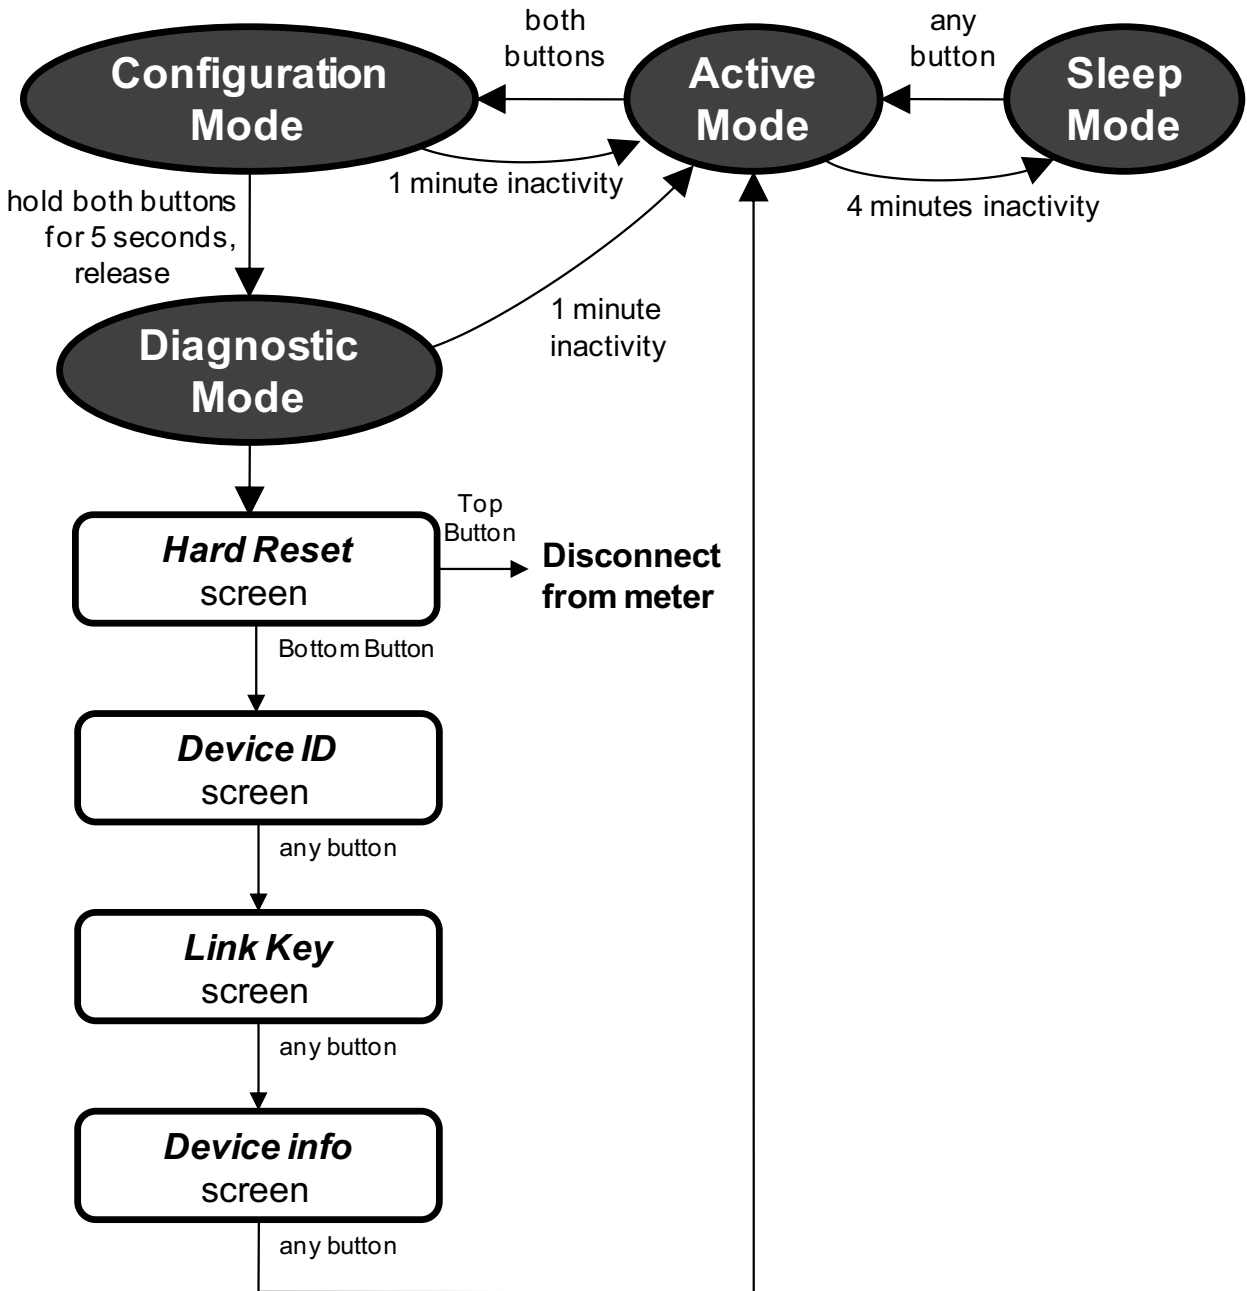 both
buttons
any
button
Configuration
Mode
Active
Mode
Sleep
Mode
1 minute inactivity
4 minutes inactivity
hold both buttons
for 5 seconds,
release
1 minute
inactivity
Diagnostic
Mode
Top
Button
Hard Reset
screen
Disconnect
from meter
Bottom Button
Device ID
screen
any button
Link Key
screen
any button
Device info
screen
any button